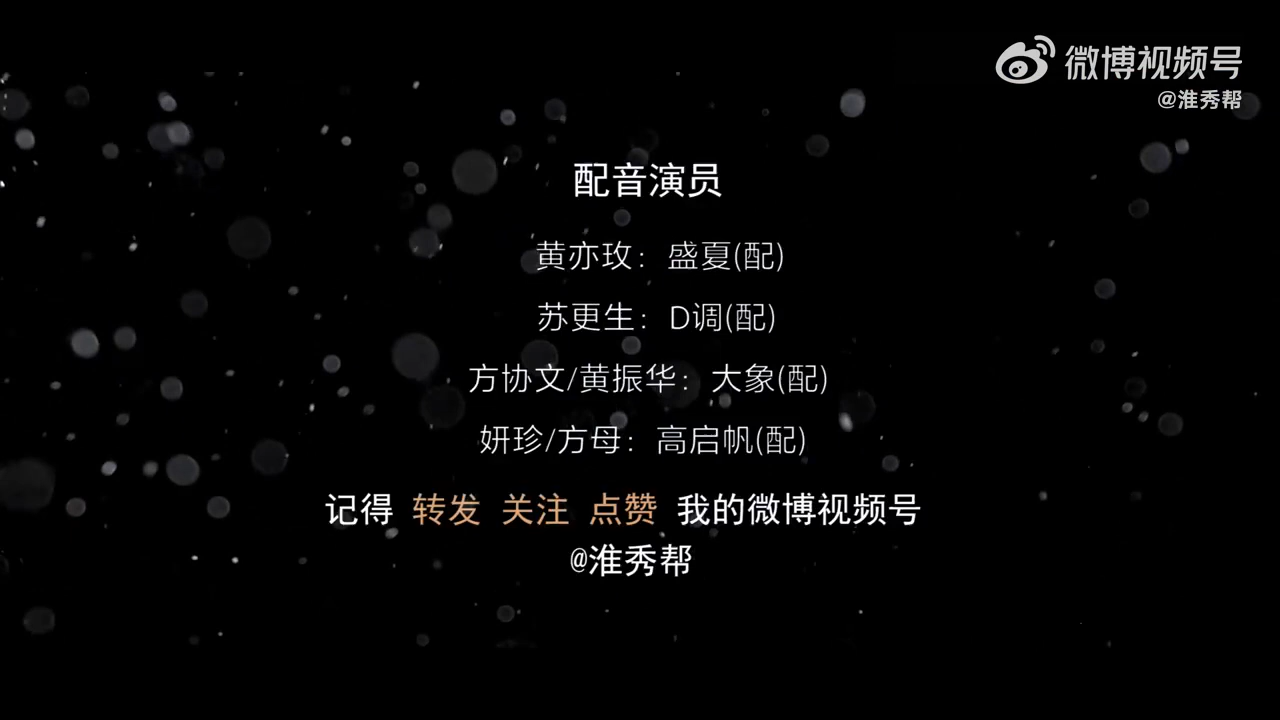 微博视频号
@淮秀帮
配音演员
黄亦玫：盛夏(配)
苏更生：D调(配)
方协文/黄振华：大象(配)
妍珍/方母：高启帆(配)
记得 转发 关注 点赞 我的微博视频号
@淮秀帮